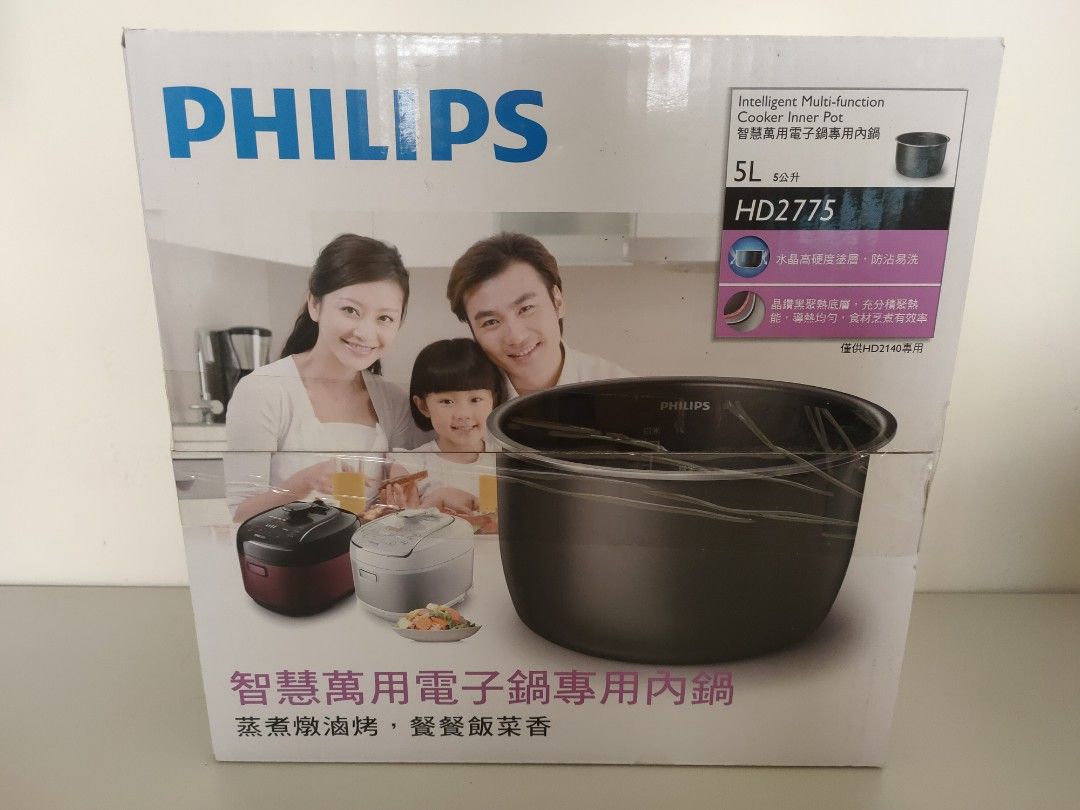 PHILIPS
Intelligent Multi-function
Cooker Inner Pot
智慧萬用電子鍋專用內鍋
5L 5公升
HD2775
水晶高硬度塗層，防沾易洗
晶鑽黑聚熱底層，充分積聚熱
能，導熱均勻，食材烹煮有效率
僅供HD2140專用
PHILIPS
智慧萬用電子鍋專用內鍋
蒸煮燉滷烤，餐餐飯菜香